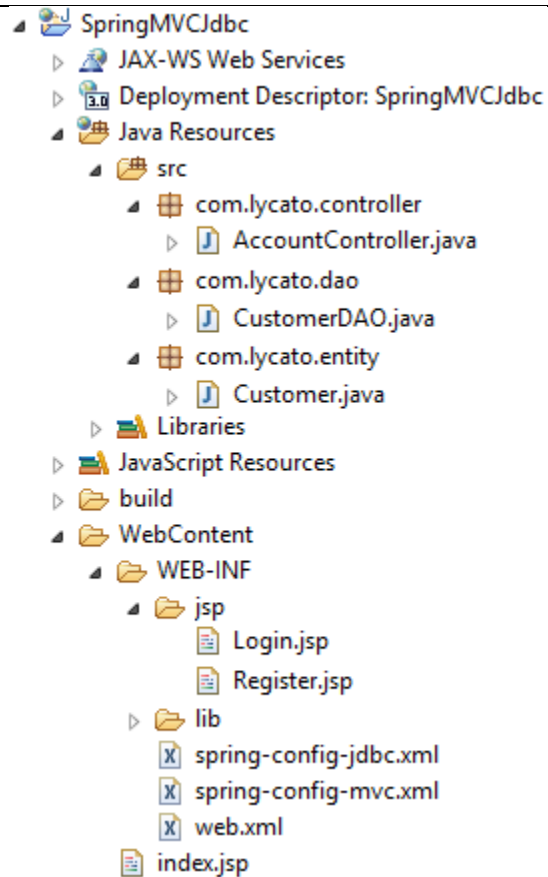 SpringMVCJdbc
JAX-WS Web Services
3.0 Deployment Descriptor: SpringMVCJdbc
Java Resources
src
com.lycato.controller
J AccountController.java
com.lycato.dao
J CustomerDAO.java
com.lycato.entity
J Customer.java
Libraries
JavaScript Resources
build
WebContent
WEB-INF
jsp
Login.jsp
Register.jsp
lib
X spring-config-jdbc.xml
X spring-config-mvc.xml
X web.xml
index.jsp